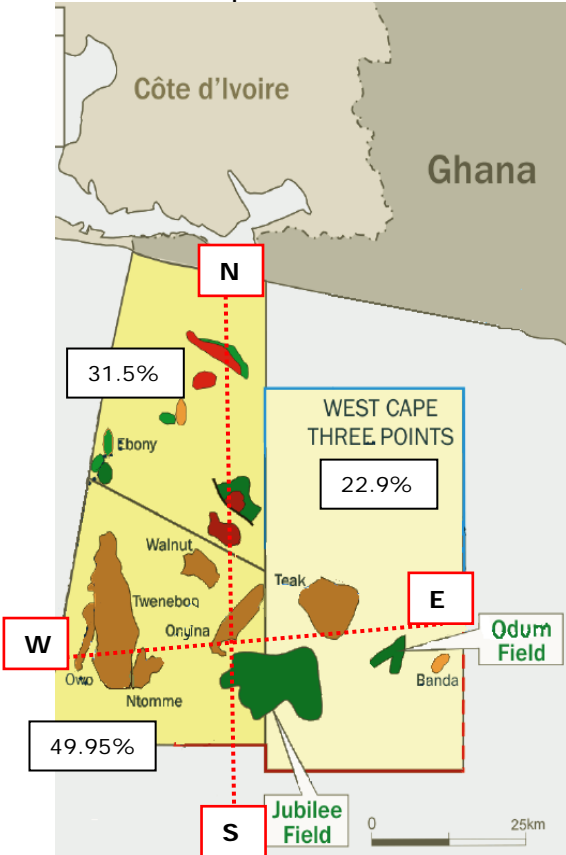 Côte d'Ivoire
Ghana
N
31.5%
WEST CAPE
THREE POINTS
22.9%
Ebony
Walnut
Teak
Tweneboa
E
Onyina
W
Odum
Field
Owo
Banda
Ntomme
49.95%
S
Jubilee
Field
0 25km